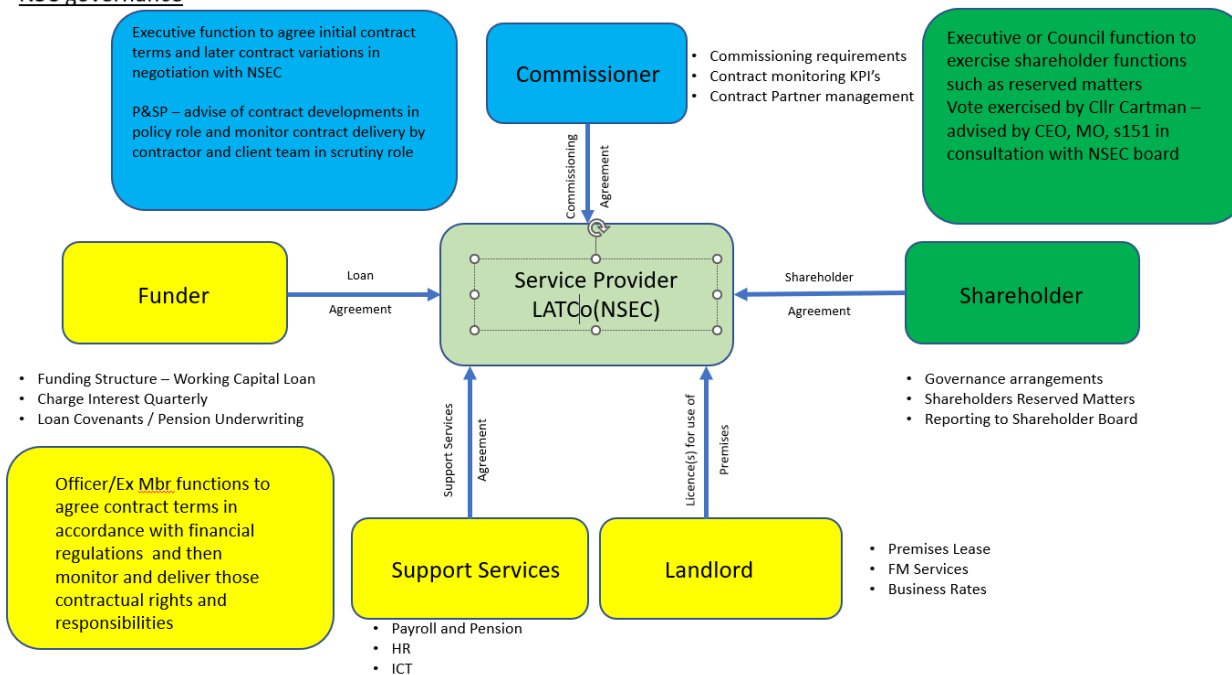 NSC governance
Executive function to agree initial contract
terms and later contract variations in
negotiation with NSEC
P&SP – advise of contract developments in
policy role and monitor contract delivery by
contractor and client team in scrutiny role
Commissioner
• Commissioning requirements
• Contract monitoring KPI's
• Contract Partner management
Executive or Council function to
exercise shareholder functions
such as reserved matters
Vote exercised by Cllr Cartman –
advised by CEO, MO, s151 in
consultation with NSEC board
Commissioning
Agreement
Funder
Loan
Agreement
Service Provider
LATCo(NSEC)
Shareholder
Agreement
Shareholder
• Funding Structure – Working Capital Loan
• Charge Interest Quarterly
• Loan Covenants / Pension Underwriting
• Governance arrangements
• Shareholders Reserved Matters
• Reporting to Shareholder Board
Support Services
Agreement
Licence(s) for use of
Premises
Officer/Ex Mbr functions to
agree contract terms in
accordance with financial
regulations and then
monitor and deliver those
contractual rights and
responsibilities
Support Services
Landlord
• Premises Lease
• FM Services
• Business Rates
• Payroll and Pension
• HR
• ICT